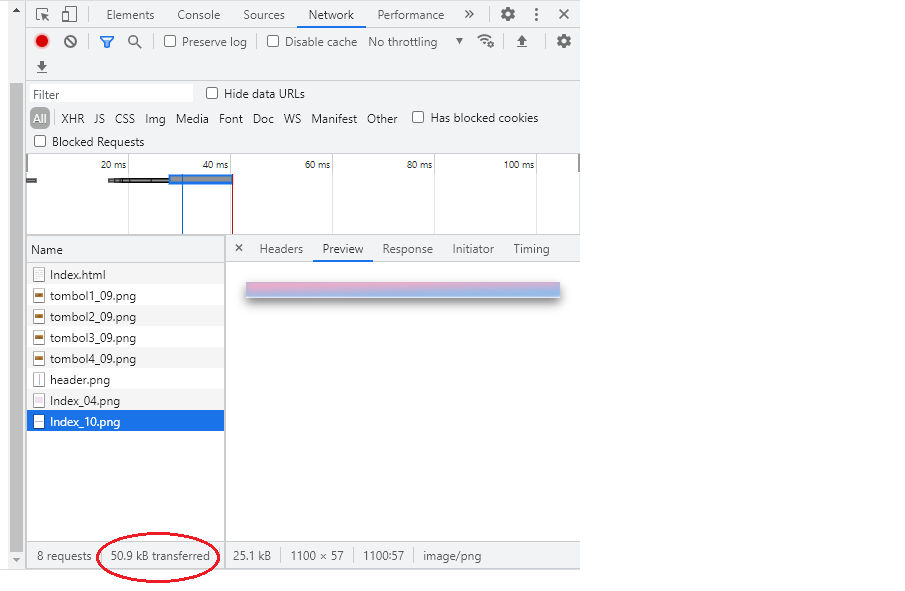 Elements Console Sources Network Performance »
Preserve log Disable cache No throttling
Filter Hide data URLs
All XHR JS CSS Img Media Font Doc WS Manifest Other Has blocked cookies
Blocked Requests
20 ms 40 ms 60 ms 80 ms 100 ms
Name × Headers Preview Response Initiator Timing
Index.html
tombol1_09.png
tombol2_09.png
tombol3_09.png
tombol4_09.png
header.png
Index_04.png
Index_10.png
8 requests 50.9 kB transferred 25.1 kB 1100 × 57 1100:57 image/png